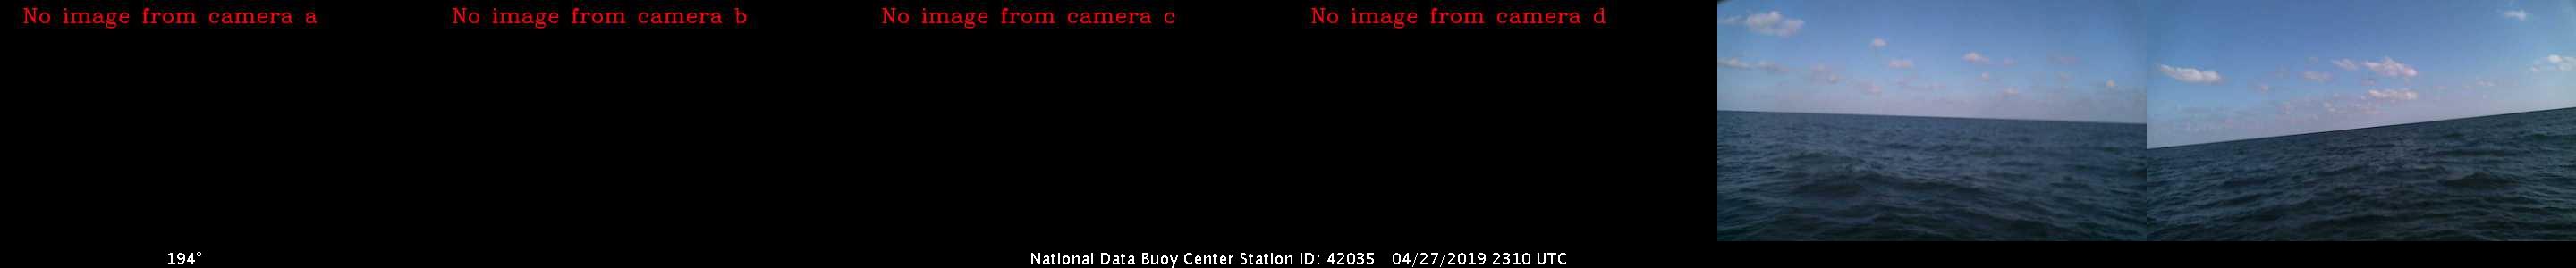 No image from camera a
No image from camera b
No image from camera c
No image from camera d
194°
National Data Buoy Center Station ID: 42035 04/27/2019 2310 UTC